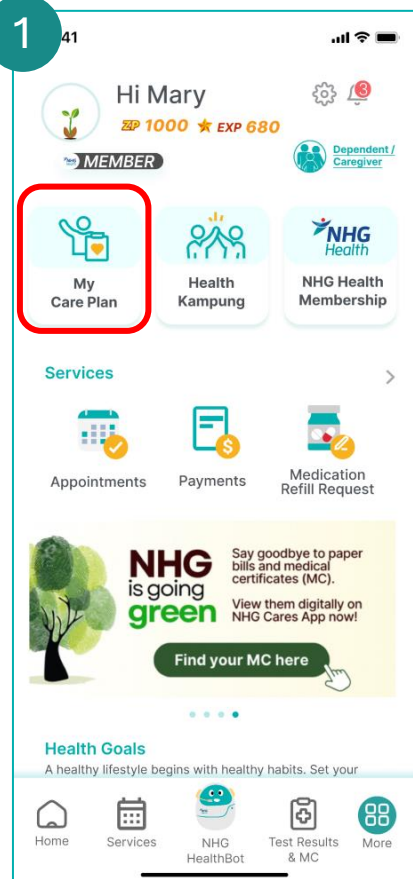 1
41
Hi Mary
3
ZP 1000 EXP 680
MEMBER
Dependent /
Caregiver
My
Care Plan
Health
Kampung
NHG
Health
NHG Health
Membership
Services
Appointments
Payments
Medication
Refill Request
NHG
is going
green
Say goodbye to paper
bills and medical
certificates (MC).
View them digitally on
NHG Cares App now!
Find your MC here
Health Goals
A healthy lifestyle begins with healthy habits. Set your
Home
Services
NHG
HealthBot
Test Results
& MC
More